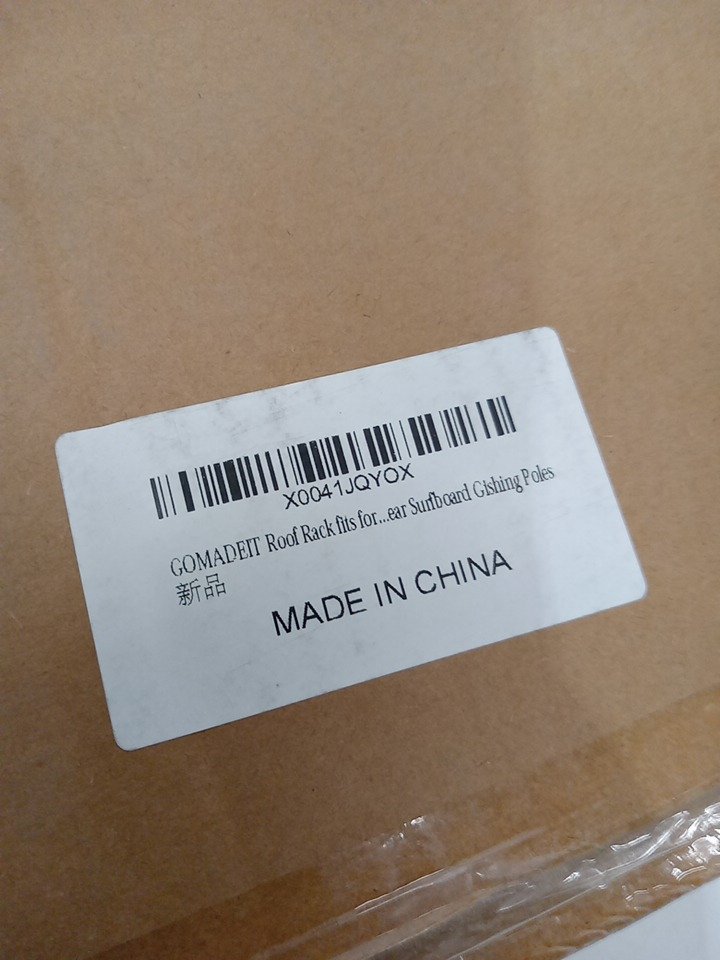 X0041JQYOX
GOMADEIT Roof Rack fits for...ear Surfboard Gishing Poles
新品
MADE IN CHINA